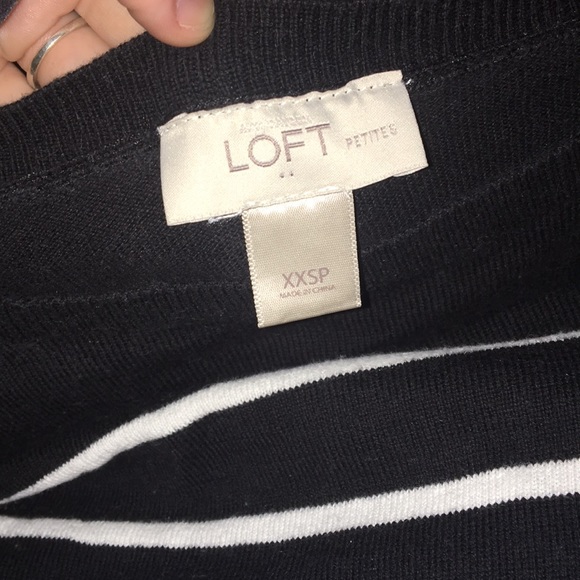 LOFT PETITES
XXSP
MADE IN CHINA